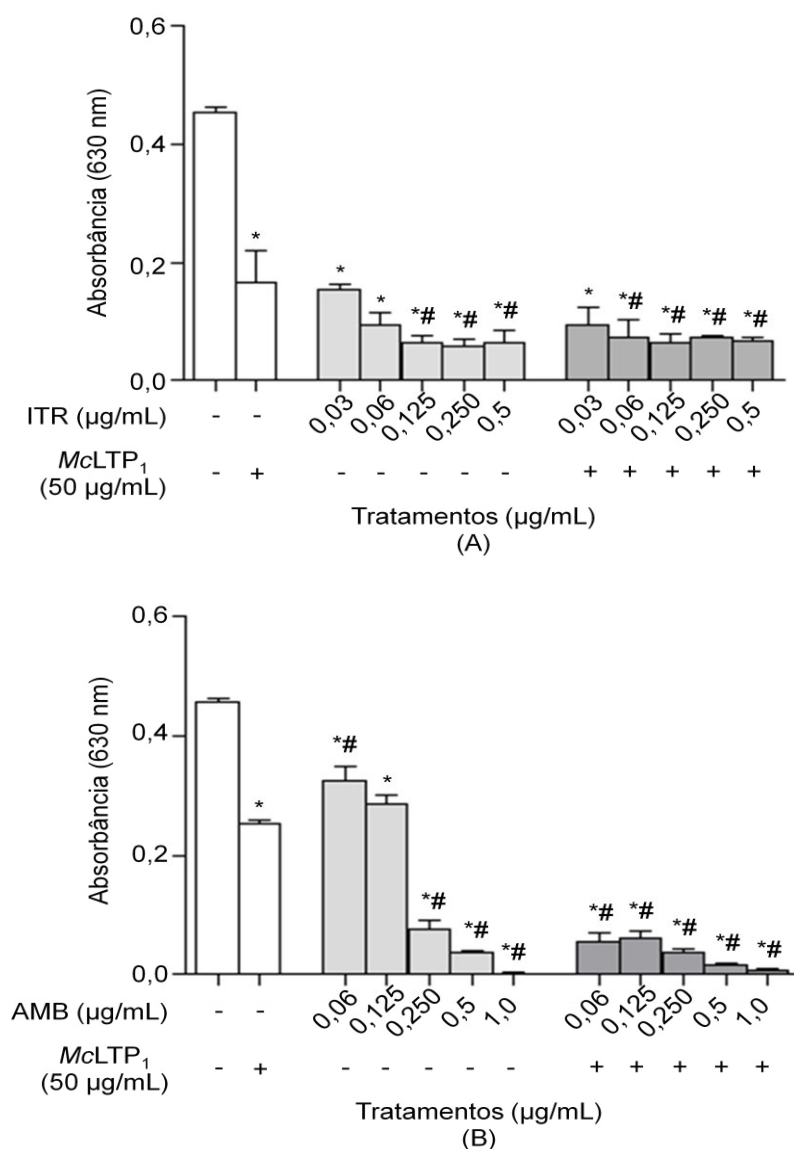 0,6
0,4
0,2
0,0
Absorbância (630 nm)
* * * *# *# *# * *# *# *# *#
ITR (µg/mL) - - 0,03 0,06 0,125 0,250 0,5 0,03 0,06 0,125 0,250 0,5
McLTP₁
(50 µg/mL) - + - - - - - + + + + +
Tratamentos (µg/mL)
(A)
0,6
0,4
0,2
0,0
Absorbância (630 nm)
* *# * *# *# *# *# *# *# *# *#
AMB (µg/mL) - - 0,06 0,125 0,250 0,5 1,0 0,06 0,125 0,250 0,5 1,0
McLTP₁
(50 µg/mL) - + - - - - - + + + + +
Tratamentos (µg/mL)
(B)